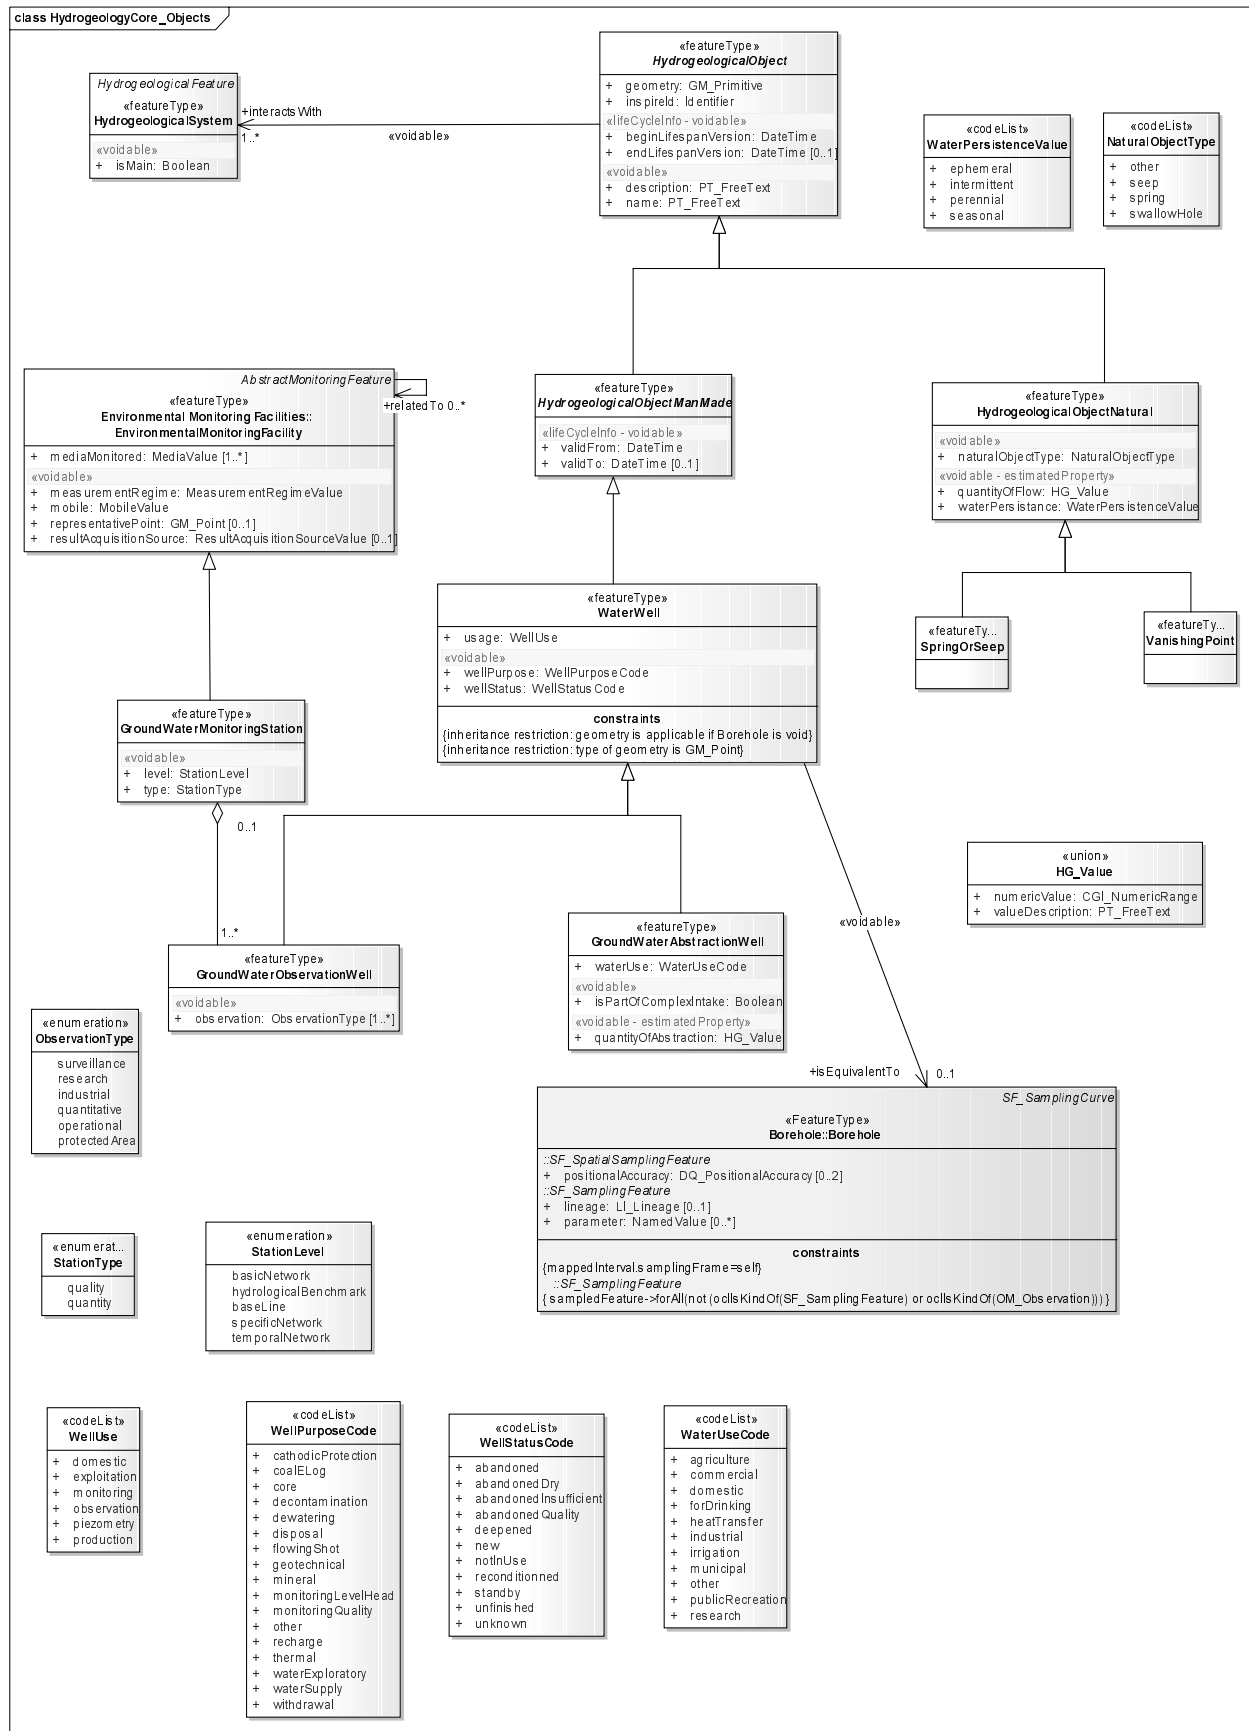 class HydrogeologyCore_Objects
«featureType»
HydrogeologicalObject
+ geometry: GM_Primitive
+ inspireId: Identifier
«lifeCycleInfo - voidable»
+ beginLifespanVersion: DateTime
+ endLifespanVersion: DateTime [0..1]
«voidable»
+ description: PT_FreeText
+ name: PT_FreeText
HydrogeologicalFeature
«featureType»
HydrogeologicalSystem
«voidable»
+ isMain: Boolean
+interactsWith
1..*
«voidable»
«codeList»
WaterPersistenceValue
+ ephemeral
+ intermittent
+ perennial
+ seasonal
«codeList»
NaturalObjectType
+ other
+ seep
+ spring
+ swallowHole
AbstractMonitoringFeature
«featureType»
Environmental Monitoring Facilities::
EnvironmentalMonitoringFacility
+ mediaMonitored: MediaValue [1..*]
«voidable»
+ measurementRegime: MeasurementRegimeValue
+ mobile: MobileValue
+ representativePoint: GM_Point [0..1]
+ resultAcquisitionSource: ResultAcquisitionSourceValue [0..1]
+relatedTo 0..*
«featureType»
HydrogeologicalObjectManMade
«lifeCycleInfo - voidable»
+ validFrom: DateTime
+ validTo: DateTime [0..1]
«featureType»
HydrogeologicalObjectNatural
«voidable»
+ naturalObjectType: NaturalObjectType
«voidable - estimatedProperty»
+ quantityOfFlow: HG_Value
+ waterPersistance: WaterPersistenceValue
«featureType»
WaterWell
+ usage: WellUse
«voidable»
+ wellPurpose: WellPurposeCode
+ wellStatus: WellStatusCode
constraints
{inheritance restriction: geometry is applicable if Borehole is void}
{inheritance restriction: type of geometry is GM_Point}
«featureTy...
SpringOrSeep
«featureTy...
VanishingPoint
«featureType»
GroundWaterMonitoringStation
«voidable»
+ level: StationLevel
+ type: StationType
0..1
1..*
«featureType»
GroundWaterObservationWell
«voidable»
+ observation: ObservationType [1..*]
«featureType»
GroundWaterAbstractionWell
+ waterUse: WaterUseCode
«voidable»
+ isPartOfComplexIntake: Boolean
«voidable - estimatedProperty»
+ quantityOfAbstraction: HG_Value
«voidable»
+isEquivalentTo
0..1
«union»
HG_Value
+ numericValue: CGI_NumericRange
+ valueDescription: PT_FreeText
«enumeration»
ObservationType
surveillance
research
industrial
quantitative
operational
protectedArea
SF_SamplingCurve
«FeatureType»
Borehole::Borehole
::SF_SpatialSamplingFeature
+ positionalAccuracy: DQ_PositionalAccuracy [0..2]
::SF_SamplingFeature
+ lineage: LI_Lineage [0..1]
+ parameter: NamedValue [0..*]
constraints
{mappedInterval.samplingFrame=self}
::SF_SamplingFeature
{ sampledFeature->forAll(not (oclIsKindOf(SF_SamplingFeature) or oclIsKindOf(OM_Observation))) }
«enumerat...
StationType
quality
quantity
«enumeration»
StationLevel
basicNetwork
hydrologicalBenchmark
baseLine
specificNetwork
temporalNetwork
«codeList»
WellUse
+ domestic
+ exploitation
+ monitoring
+ observation
+ piezometry
+ production
«codeList»
WellPurposeCode
+ cathodicProtection
+ coalELog
+ core
+ decontamination
+ dewatering
+ disposal
+ flowingShot
+ geotechnical
+ mineral
+ monitoringLevelHead
+ monitoringQuality
+ other
+ recharge
+ thermal
+ waterExploratory
+ waterSupply
+ withdrawal
«codeList»
WellStatusCode
+ abandoned
+ abandonedDry
+ abandonedInsufficient
+ abandonedQuality
+ deepened
+ new
+ notInUse
+ reconditionned
+ standby
+ unfinished
+ unknown
«codeList»
WaterUseCode
+ agriculture
+ commercial
+ domestic
+ forDrinking
+ heatTransfer
+ industrial
+ irrigation
+ municipal
+ other
+ publicRecreation
+ research